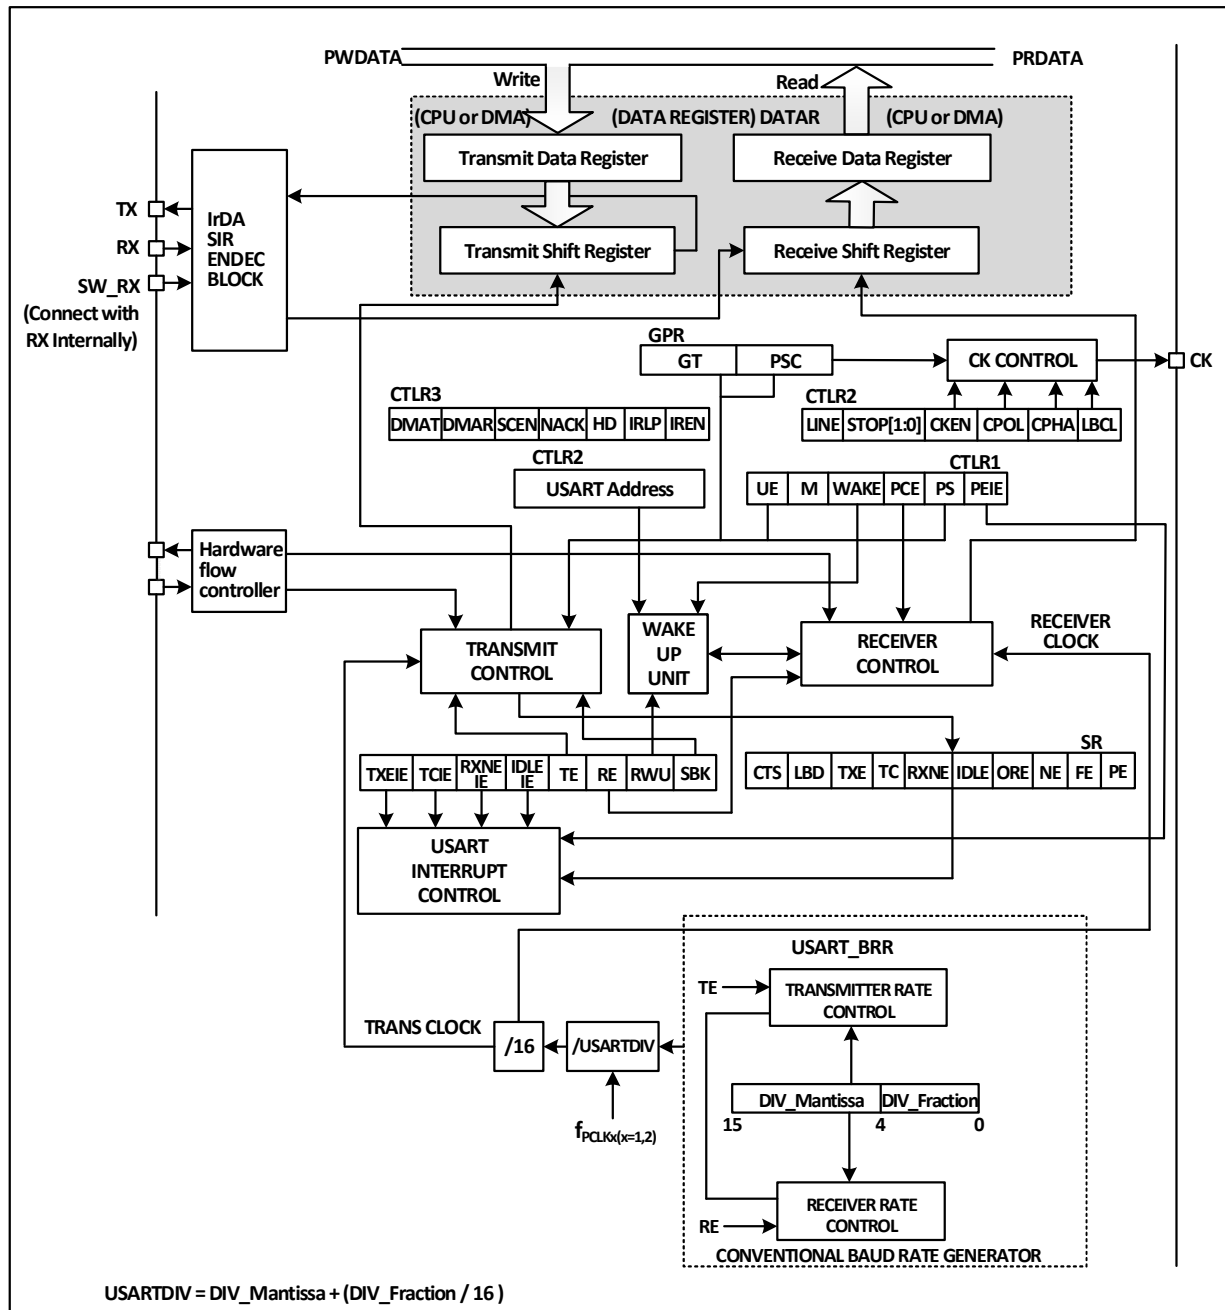 PWDATA
PRDATA
Write
Read
(CPU or DMA)
(DATA REGISTER) DATAR
(CPU or DMA)
Transmit Data Register
Receive Data Register
TX
RX
SW_RX
(Connect with
RX Internally)
IrDA
SIR
ENDEC
BLOCK
Transmit Shift Register
Receive Shift Register
GPR
GT
PSC
CK CONTROL
CK
CTLR3
DMAT DMAR SCEN NACK HD IRLP IREN
CTLR2
LINE STOP[1:0] CKEN CPOL CPHA LBCL
CTLR2
USART Address
CTLR1
UE M WAKE PCE PS PEIE
Hardware
flow
controller
TRANSMIT
CONTROL
WAKE
UP
UNIT
RECEIVER
CONTROL
RECEIVER
CLOCK
TXEIE TCIE RXNE
IE IDLE
IE TE RE RWU SBK
SR
CTS LBD TXE TC RXNE IDLE ORE NE FE PE
USART
INTERRUPT
CONTROL
USART_BRR
TE
TRANSMITTER RATE
CONTROL
TRANS CLOCK
/16
/USARTDIV
fPCLKx(x=1,2)
DIV_Mantissa DIV_Fraction
15 4 0
RE
RECEIVER RATE
CONTROL
CONVENTIONAL BAUD RATE GENERATOR
USARTDIV = DIV_Mantissa + (DIV_Fraction / 16 )